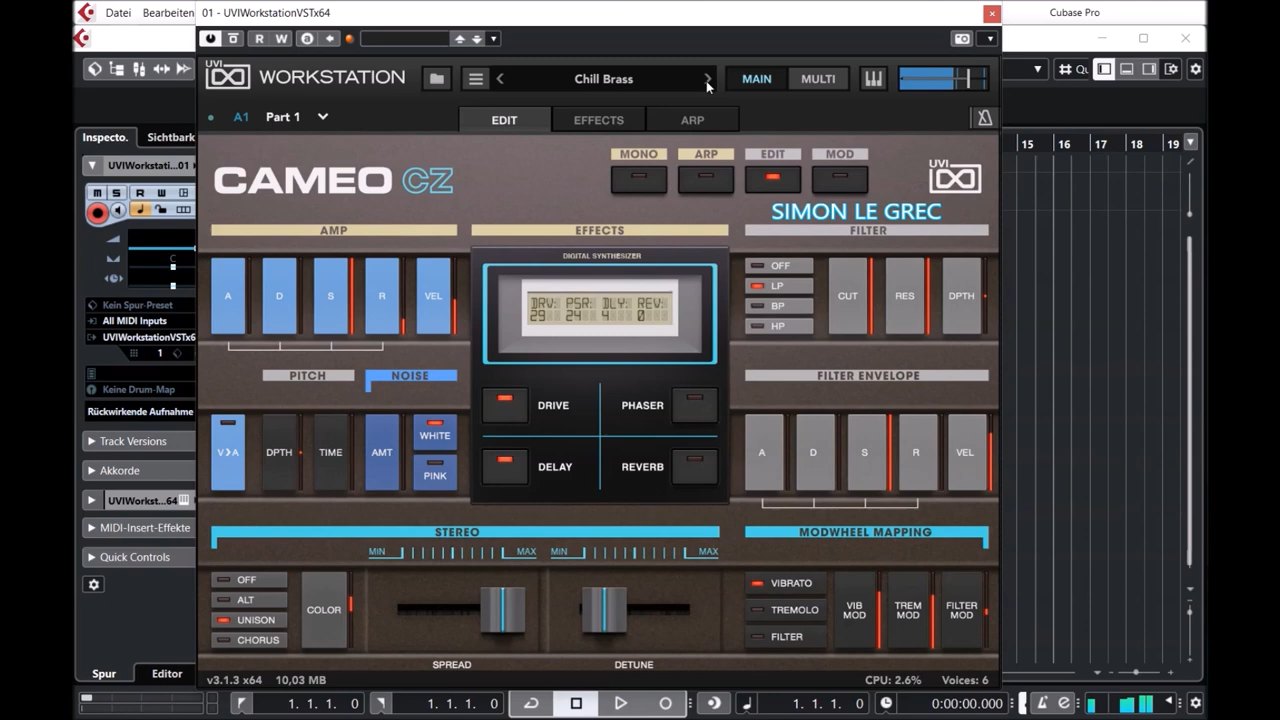 Datei Bearbeiten
01 - UVIWorkstationVSTx64
Cubase Pro
R W a
UVI WORKSTATION
Chill Brass
MAIN MULTI
A1 Part 1
EDIT EFFECTS ARP
Inspecto. Sichtbark
UVIWorkstati...01
M S R W
CAMEO CZ
MONO ARP EDIT MOD
UVI
SIMON LE GREC
AMP EFFECTS FILTER
DIGITAL SYNTHESIZER
A D S R VEL
DRV: PSR: DLY: REV:
29 24 4 0
OFF
LP
BP
HP
CUT RES DPTH
C
Kein Spur-Preset
All MIDI Inputs
UVIWorkstationVSTx64
1
Keine Drum-Map
Rückwirkende Aufnahme
Track Versions
Akkorde
UVIWorkst...64
MIDI-Insert-Effekte
Quick Controls
PITCH NOISE
V>A DPTH TIME AMT WHITE
PINK
DRIVE PHASER
DELAY REVERB
FILTER ENVELOPE
A D S R VEL
STEREO
MIN MAX MIN MAX
MODWHEEL MAPPING
OFF
ALT
UNISON
CHORUS
COLOR
SPREAD DETUNE
VIBRATO
TREMOLO
FILTER
VIB MOD
TREM MOD
FILTER MOD
15 16 17 18 19
Spur Editor
v3.1.3 x64 10,03 MB
CPU: 2.6% Voices: 6
1. 1. 1. 0 1. 1. 1. 0 1. 1. 1. 0 0:00:00.000